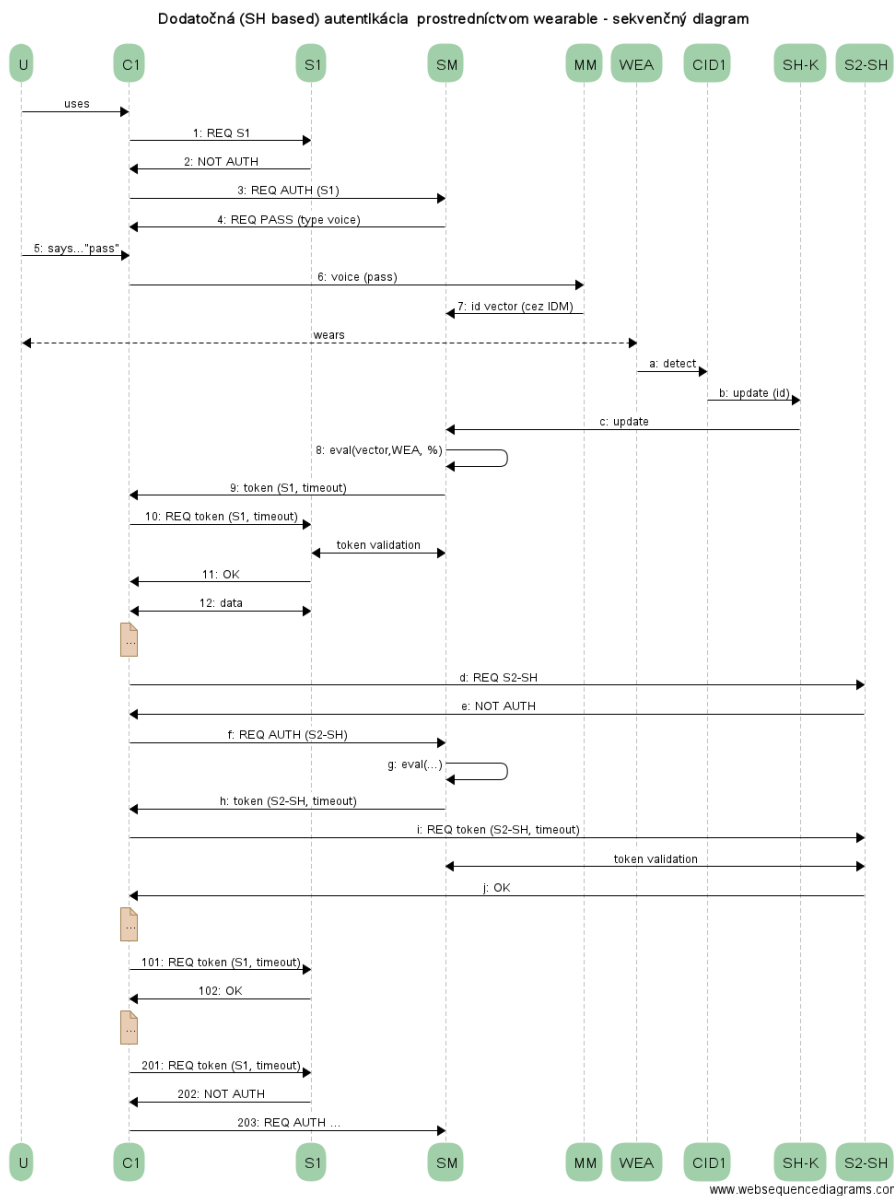 Dodatočná (SH based) autentikácia prostredníctvom wearable - sekvenčný diagram
U C1 S1 SM MM WEA CID1 SH-K S2-SH
uses
1: REQ S1
2: NOT AUTH
3: REQ AUTH (S1)
4: REQ PASS (type voice)
5: says..."pass"
6: voice (pass)
7: id vector (cez IDM)
wears
a: detect
b: update (id)
c: update
8: eval(vector,WEA, %)
9: token (S1, timeout)
10: REQ token (S1, timeout)
token validation
11: OK
12: data
...
d: REQ S2-SH
e: NOT AUTH
f: REQ AUTH (S2-SH)
g: eval(...)
h: token (S2-SH, timeout)
i: REQ token (S2-SH, timeout)
token validation
j: OK
...
101: REQ token (S1, timeout)
102: OK
...
201: REQ token (S1, timeout)
202: NOT AUTH
203: REQ AUTH ...
U C1 S1 SM MM WEA CID1 SH-K S2-SH
www.websequencediagrams.com